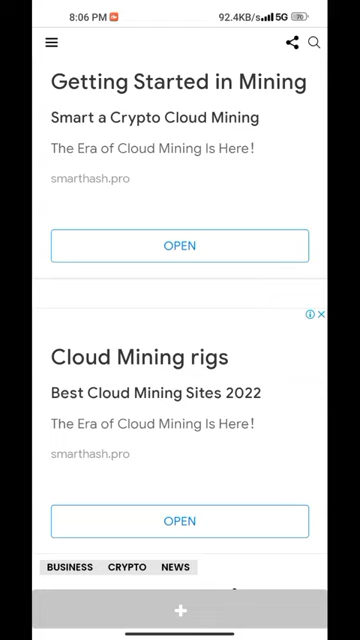 8:06 PM 92.4KB/s 5G
Getting Started in Mining
Smart a Crypto Cloud Mining
The Era of Cloud Mining Is Here!
smarthash.pro
OPEN
Cloud Mining rigs
Best Cloud Mining Sites 2022
The Era of Cloud Mining Is Here!
smarthash.pro
OPEN
BUSINESS CRYPTO NEWS